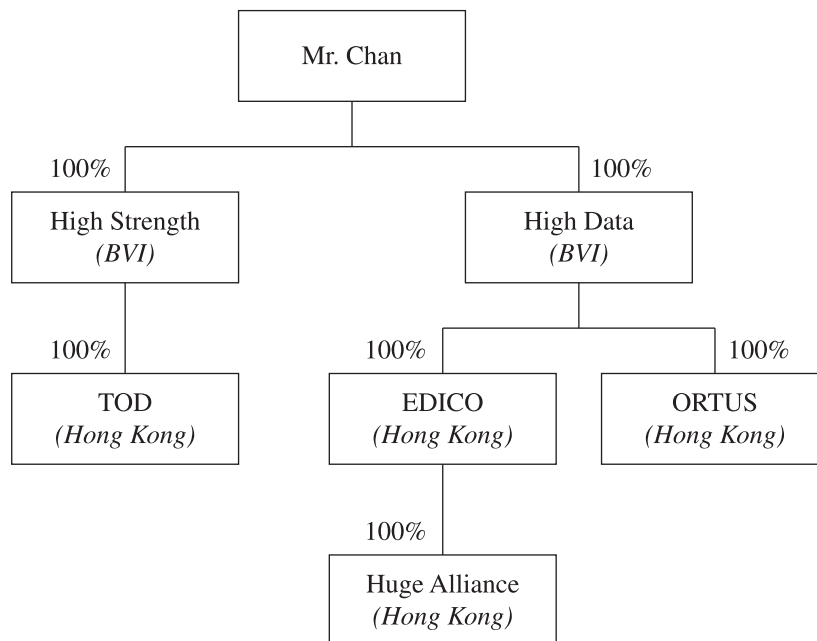 Mr. Chan
100%
100%
High Strength
(BVI)
High Data
(BVI)
100%
100%
100%
TOD
(Hong Kong)
EDICO
(Hong Kong)
ORTUS
(Hong Kong)
100%
Huge Alliance
(Hong Kong)